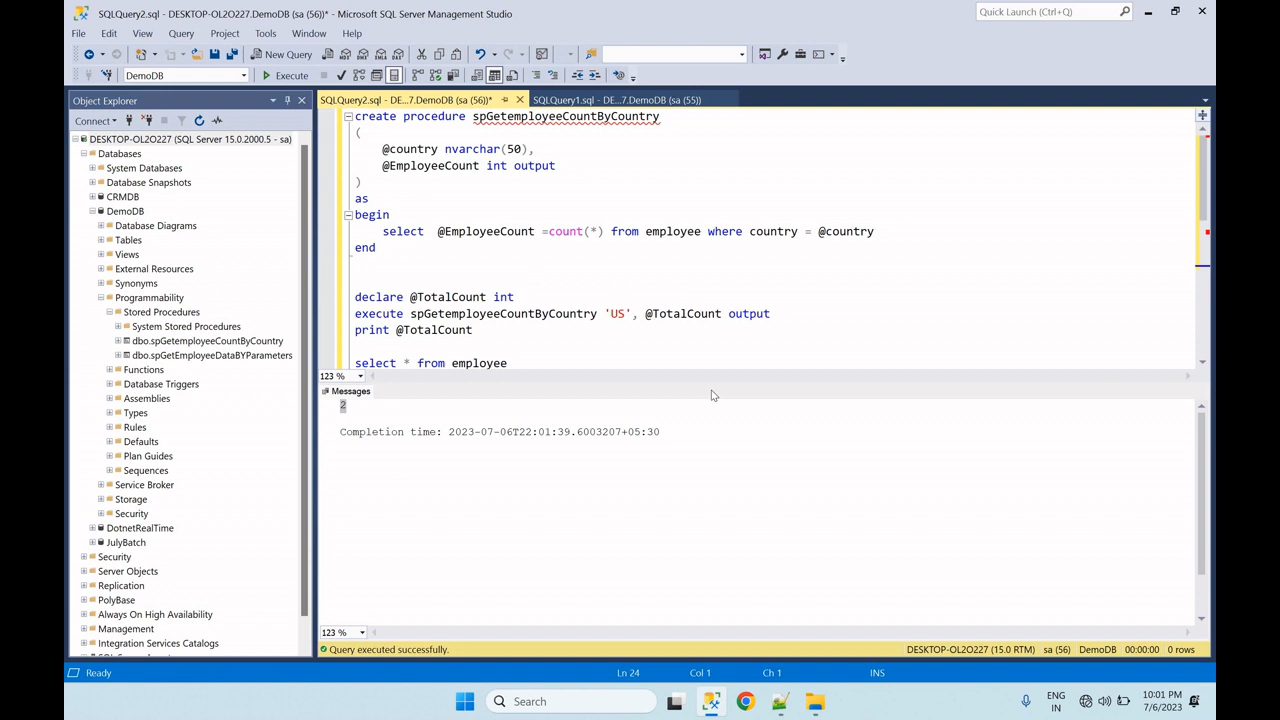 SQLQuery2.sql - DESKTOP-OL2O227.DemoDB (sa (56))* - Microsoft SQL Server Management Studio
Quick Launch (Ctrl+Q)
File Edit View Query Project Tools Window Help
New Query
MDX DMX XMLA DAX
DemoDB
Execute
Object Explorer
SQLQuery2.sql - DE...7.DemoDB (sa (56))*
SQLQuery1.sql - DE...7.DemoDB (sa (55))
Connect
DESKTOP-OL2O227 (SQL Server 15.0.2000.5 - sa)
Databases
System Databases
Database Snapshots
CRMDB
DemoDB
Database Diagrams
Tables
Views
External Resources
Synonyms
Programmability
Stored Procedures
System Stored Procedures
dbo.spGetemployeeCountByCountry
dbo.spGetEmployeeDataBYParameters
Functions
Database Triggers
Assemblies
Types
Rules
Defaults
Plan Guides
Sequences
Service Broker
Storage
Security
DotnetRealTime
JulyBatch
Security
Server Objects
Replication
PolyBase
Always On High Availability
Management
Integration Services Catalogs
create procedure spGetemployeeCountByCountry
(
@country nvarchar(50),
@EmployeeCount int output
)
as
begin
select @EmployeeCount =count(*) from employee where country = @country
end
declare @TotalCount int
execute spGetemployeeCountByCountry 'US', @TotalCount output
print @TotalCount
select * from employee
123 %
Messages
2
Completion time: 2023-07-06T22:01:39.6003207+05:30
123 %
Query executed successfully.
DESKTOP-OL2O227 (15.0 RTM) sa (56) DemoDB 00:00:00 0 rows
Ready
Ln 24 Col 1 Ch 1 INS
Search
ENG
IN
10:01 PM
7/6/2023